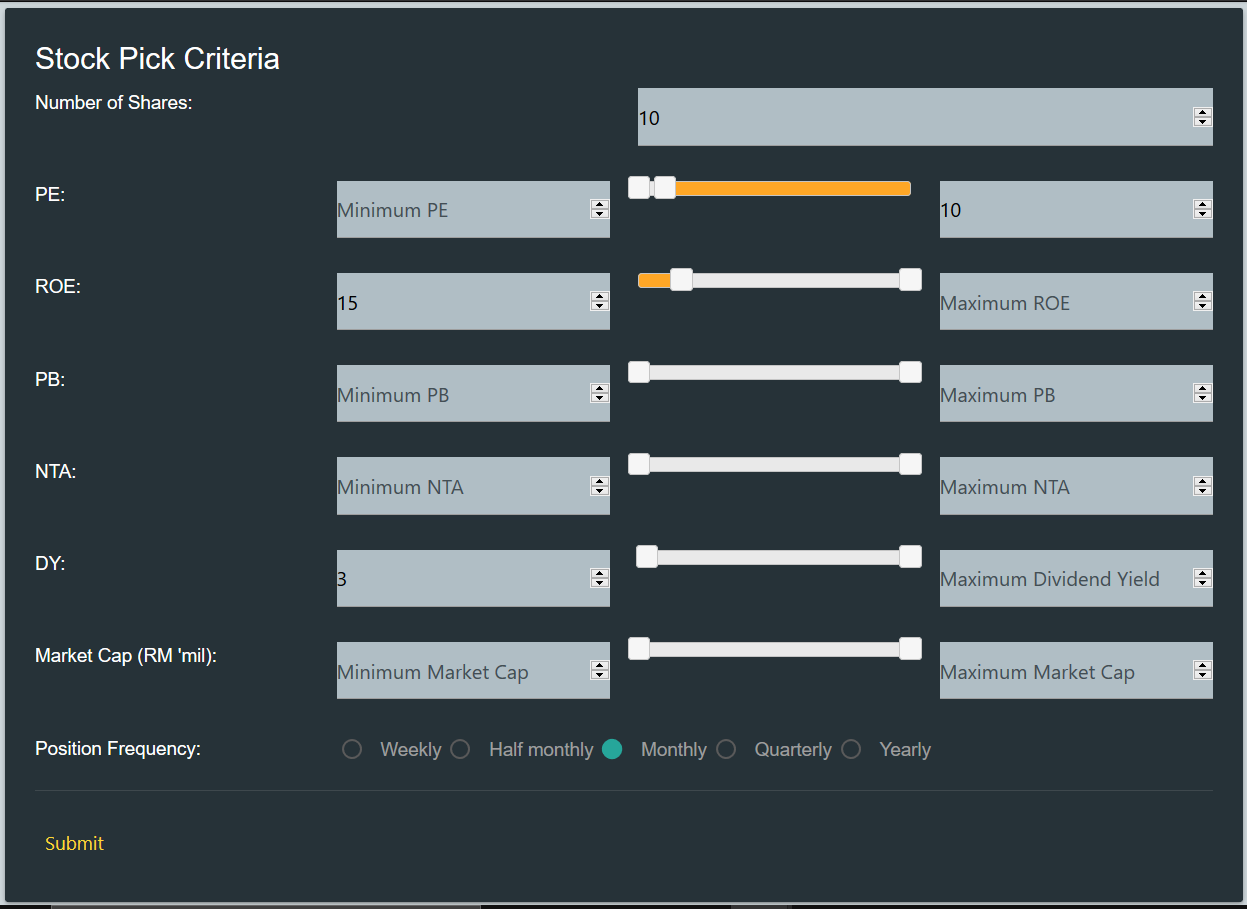 Stock Pick Criteria
Number of Shares: 10
PE: Minimum PE 10
ROE: 15 Maximum ROE
PB: Minimum PB Maximum PB
NTA: Minimum NTA Maximum NTA
DY: 3 Maximum Dividend Yield
Market Cap (RM 'mil): Minimum Market Cap Maximum Market Cap
Position Frequency: Weekly Half monthly Monthly Quarterly Yearly
Submit